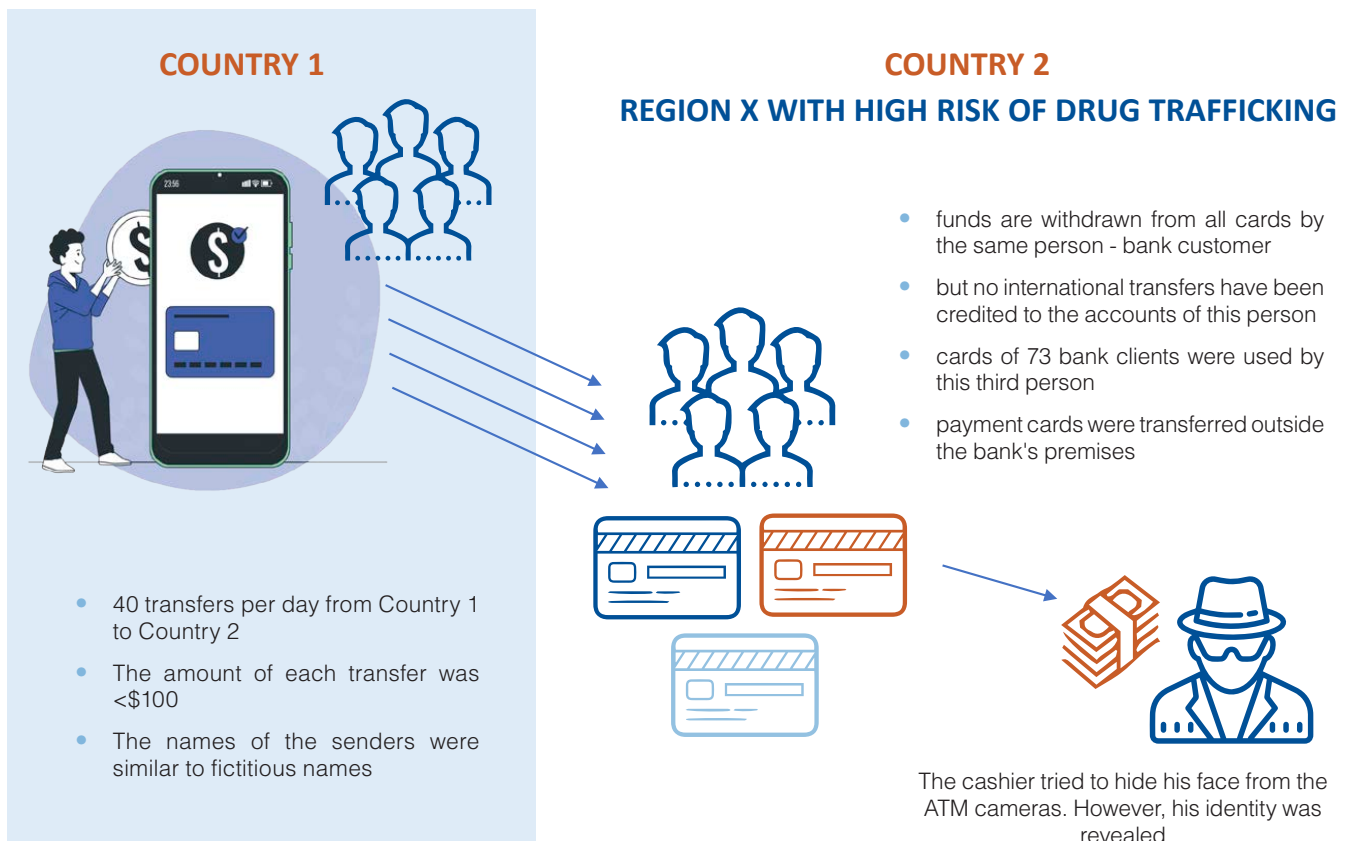 COUNTRY 1
23:56
$
$
40 transfers per day from Country 1
to Country 2
The amount of each transfer was
<$100
The names of the senders were
similar to fictitious names
COUNTRY 2
REGION X WITH HIGH RISK OF DRUG TRAFFICKING
funds are withdrawn from all cards by
the same person - bank customer
but no international transfers have been
credited to the accounts of this person
cards of 73 bank clients were used by
this third person
payment cards were transferred outside
the bank's premises
The cashier tried to hide his face from the
ATM cameras. However, his identity was
revealed